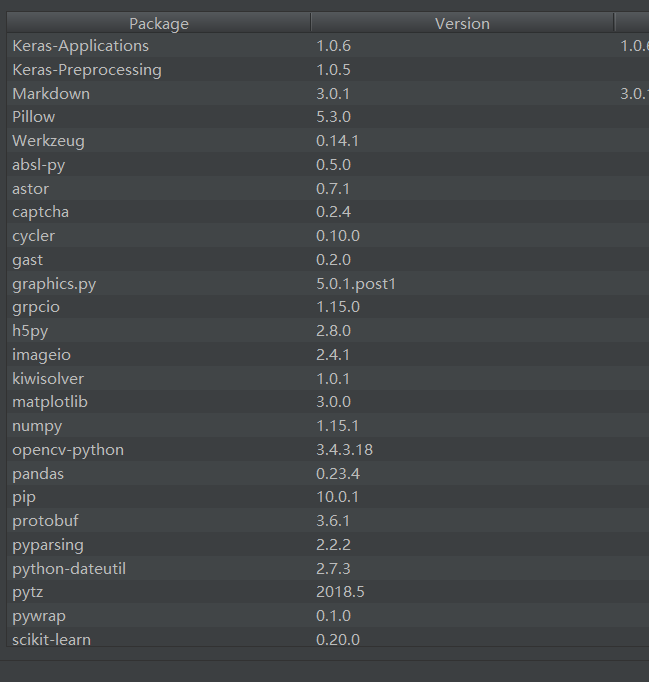 Package Version
Keras-Applications 1.0.6 1.0.6
Keras-Preprocessing 1.0.5
Markdown 3.0.1 3.0.1
Pillow 5.3.0
Werkzeug 0.14.1
absl-py 0.5.0
astor 0.7.1
captcha 0.2.4
cycler 0.10.0
gast 0.2.0
graphics.py 5.0.1.post1
grpcio 1.15.0
h5py 2.8.0
imageio 2.4.1
kiwisolver 1.0.1
matplotlib 3.0.0
numpy 1.15.1
opencv-python 3.4.3.18
pandas 0.23.4
pip 10.0.1
protobuf 3.6.1
pyparsing 2.2.2
python-dateutil 2.7.3
pytz 2018.5
pywrap 0.1.0
scikit-learn 0.20.0